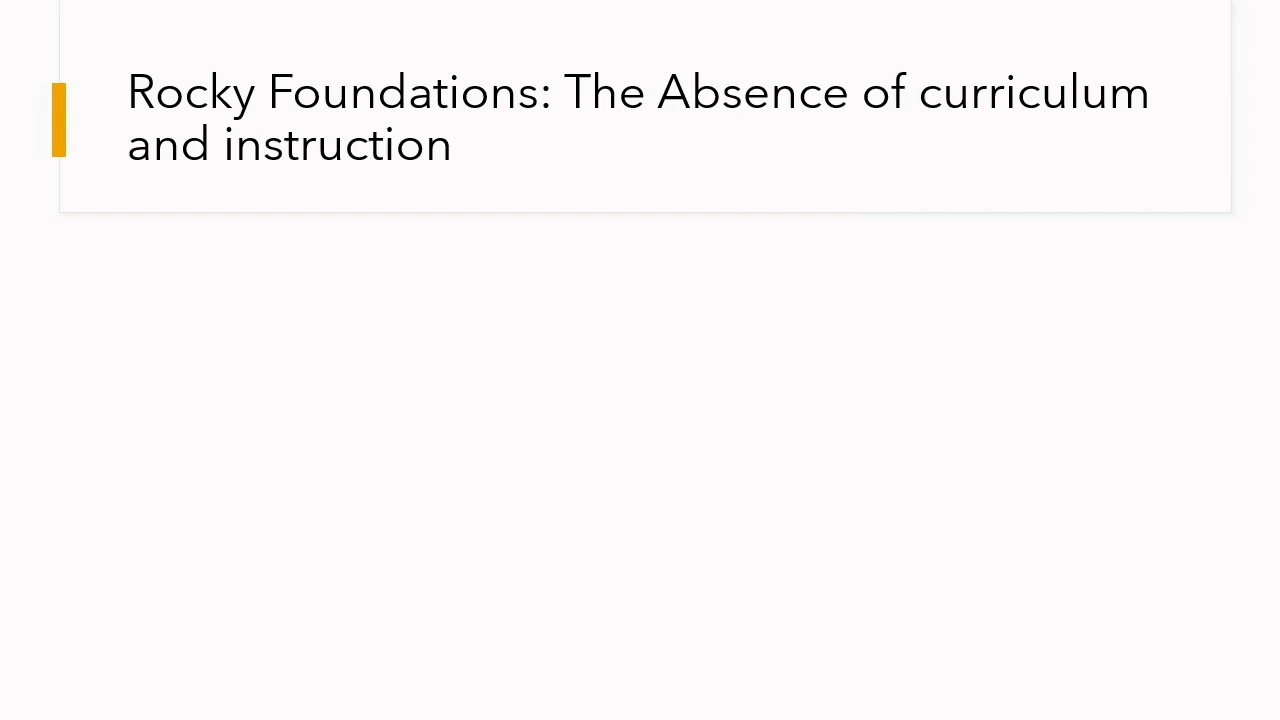 Rocky Foundations: The Absence of curriculum
and instruction